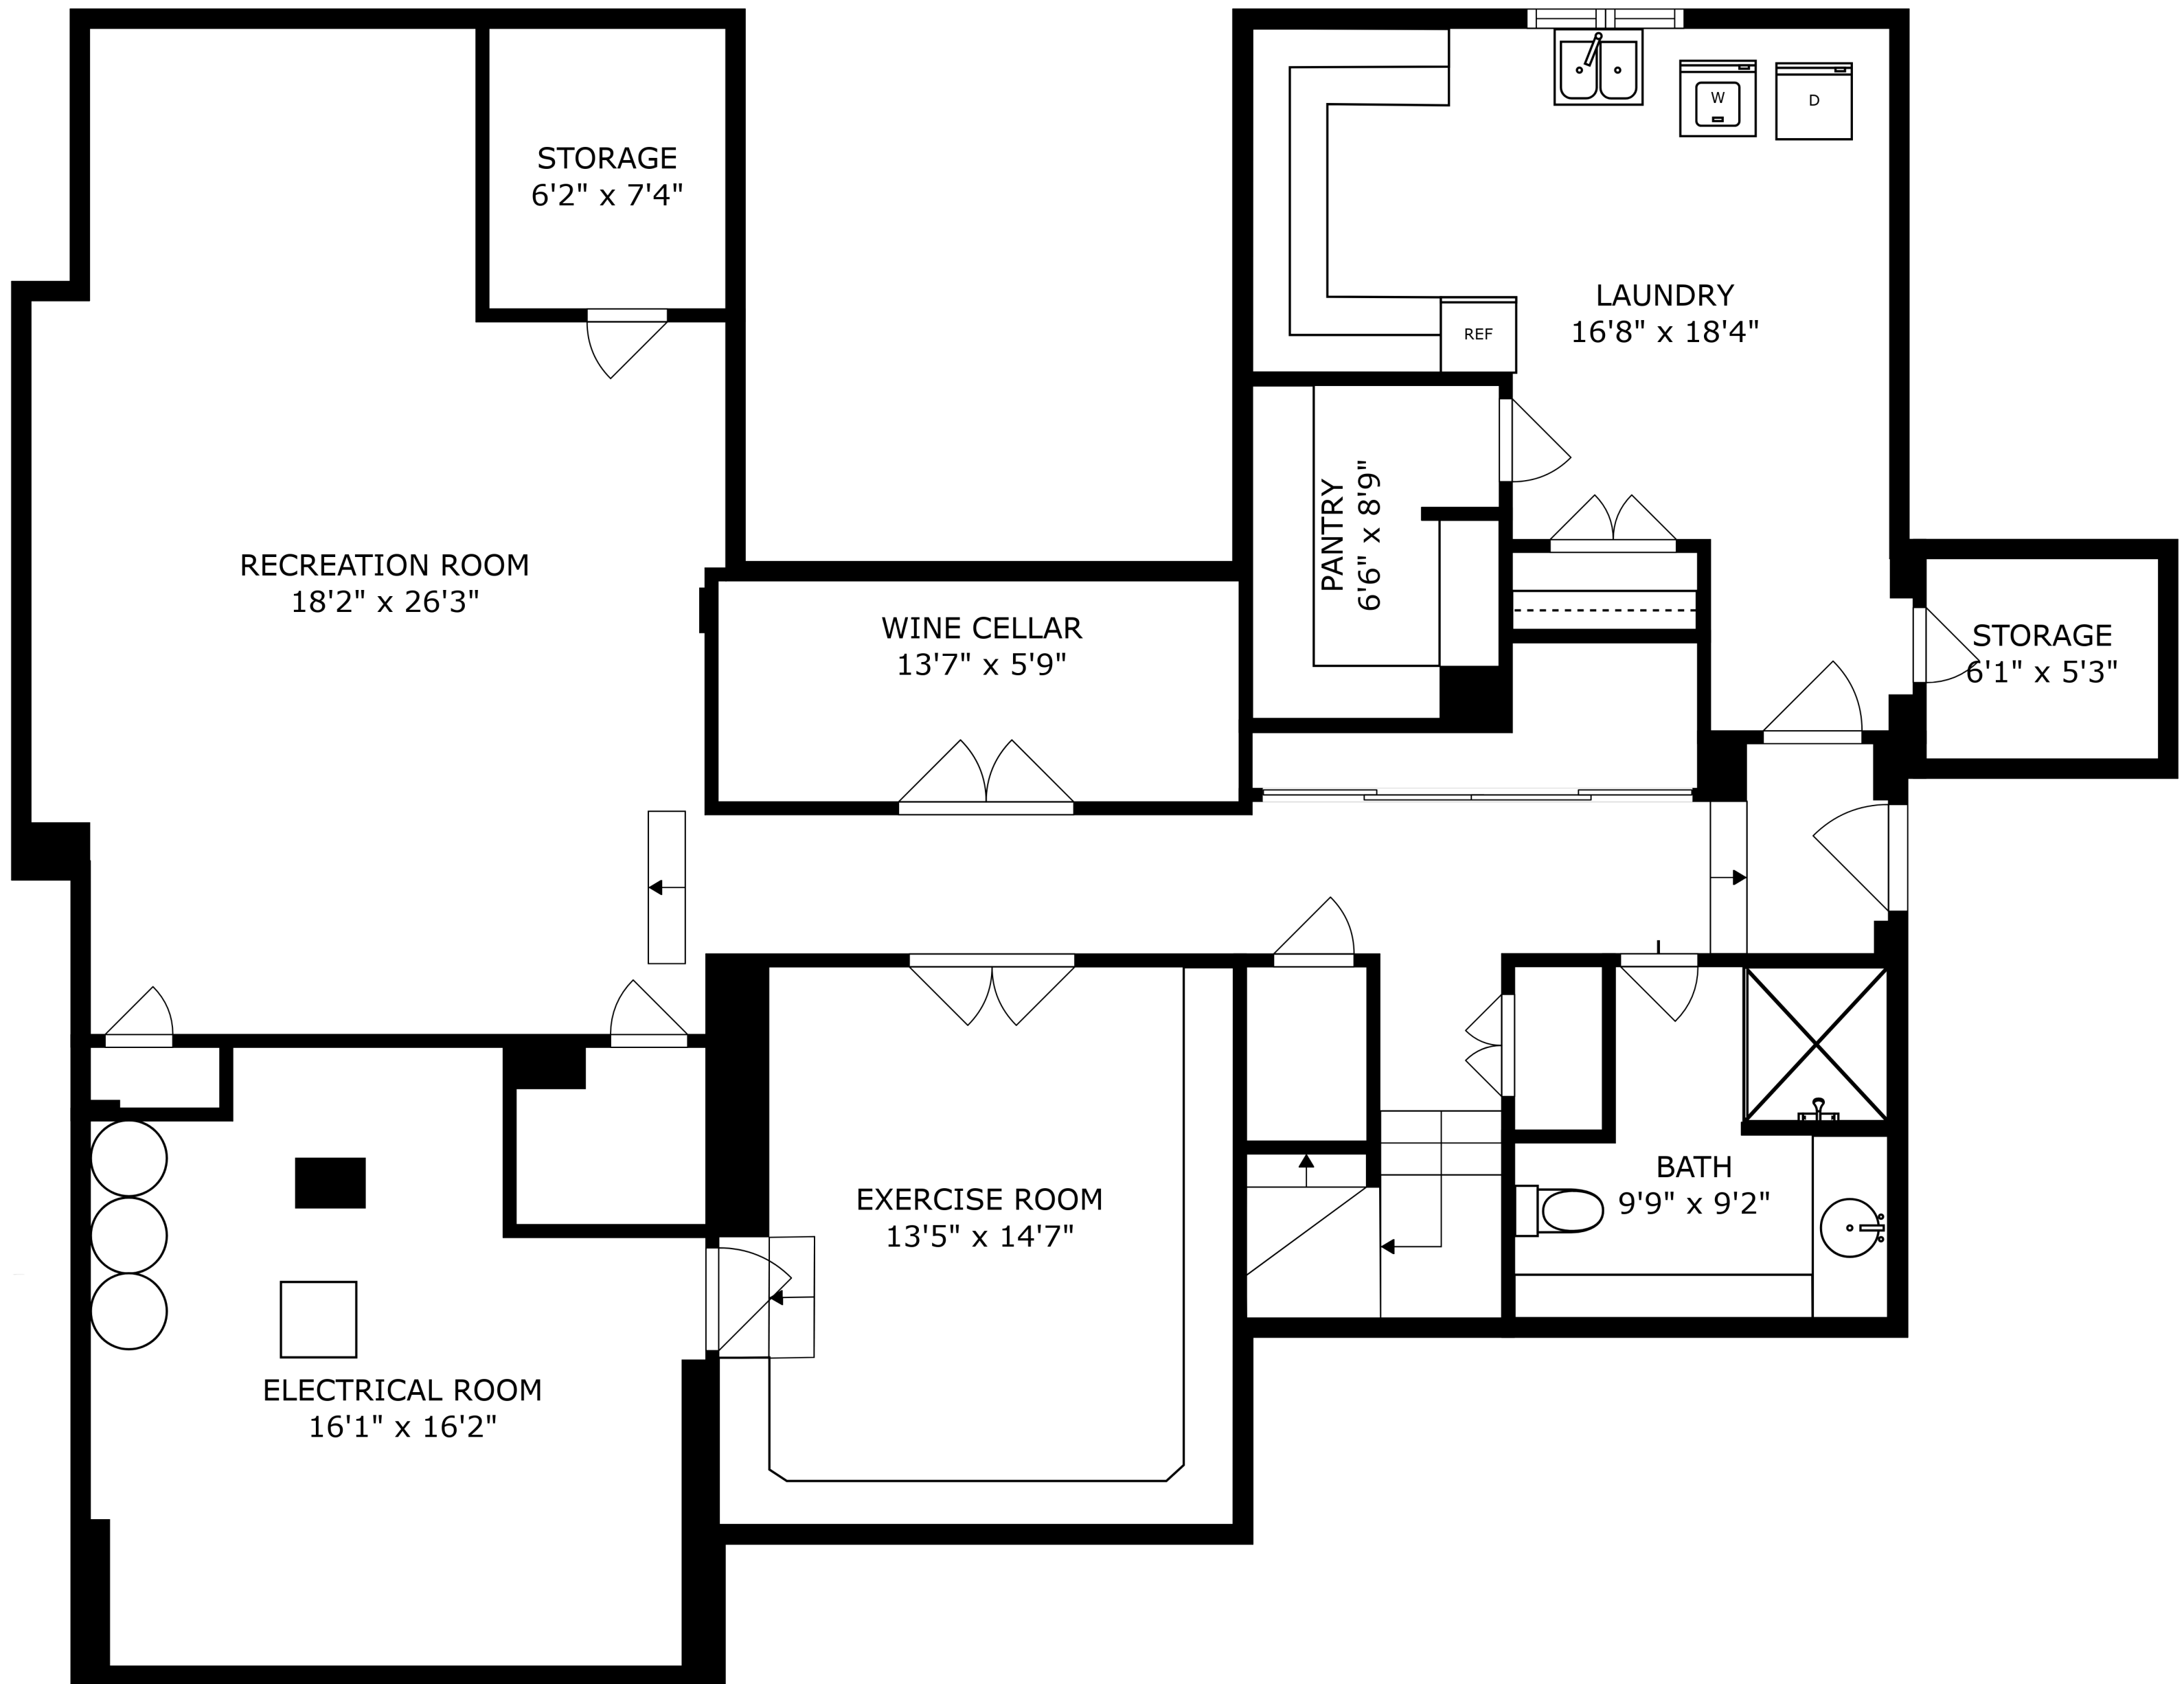 STORAGE
6'2" x 7'4"
W
D
LAUNDRY
16'8" x 18'4"
REF
PANTRY
6'6" x 8'9"
RECREATION ROOM
18'2" x 26'3"
WINE CELLAR
13'7" x 5'9"
STORAGE
6'1" x 5'3"
BATH
9'9" x 9'2"
EXERCISE ROOM
13'5" x 14'7"
ELECTRICAL ROOM
16'1" x 16'2"